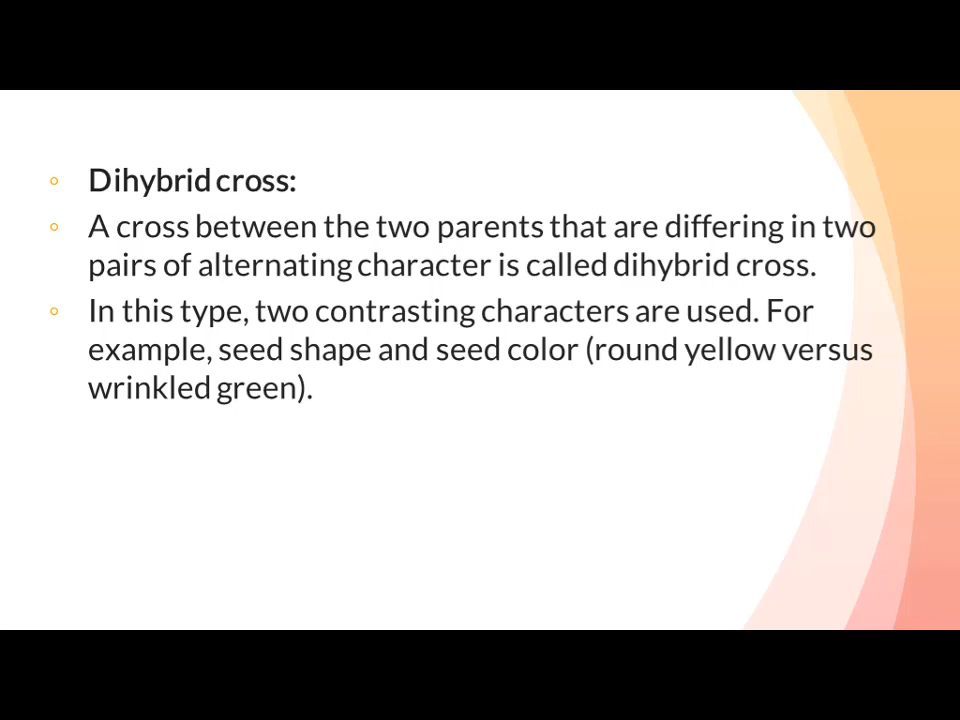 Dihybrid cross:
A cross between the two parents that are differing in two
pairs of alternating character is called dihybrid cross.
In this type, two contrasting characters are used. For
example, seed shape and seed color (round yellow versus
wrinkled green).